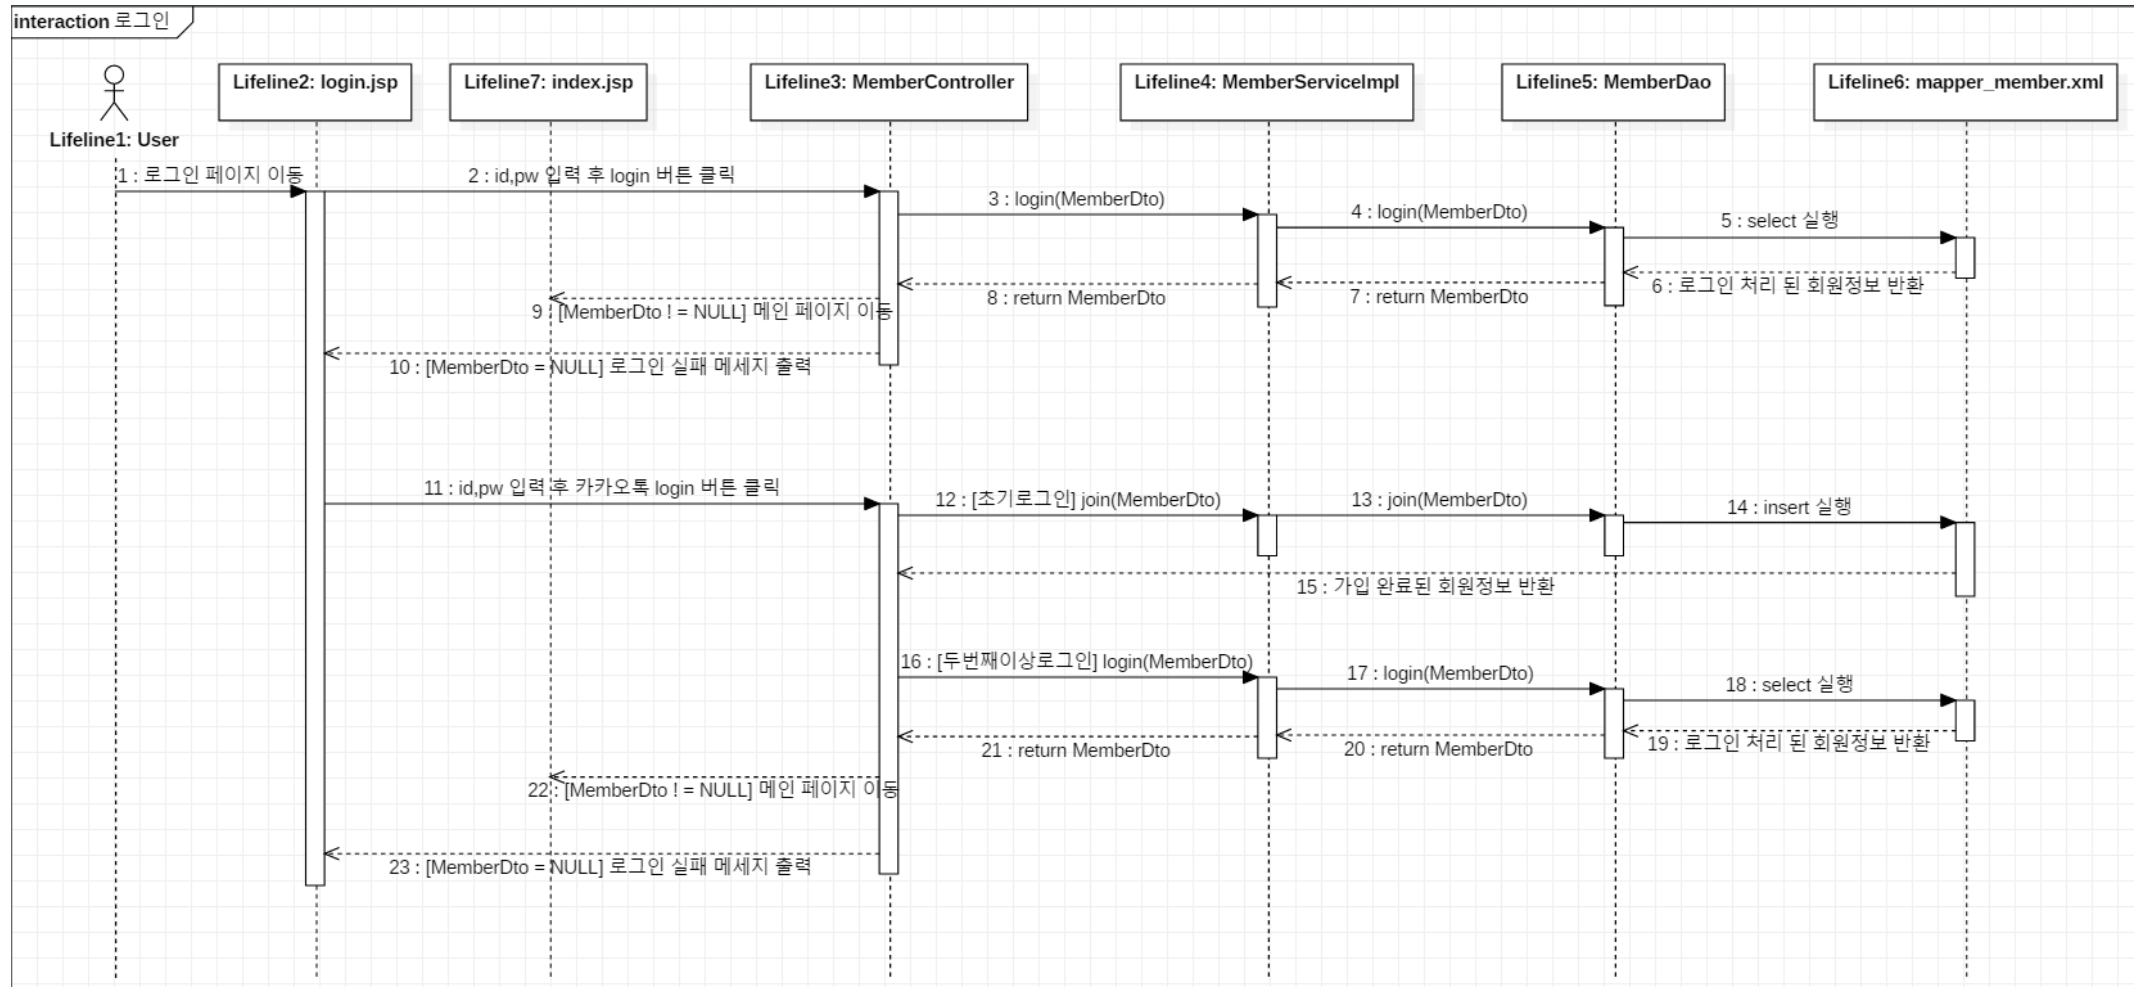 interaction 로그인
Lifeline1: User
Lifeline2: login.jsp
Lifeline7: index.jsp
Lifeline3: MemberController
Lifeline4: MemberServiceImpl
Lifeline5: MemberDao
Lifeline6: mapper_member.xml
1 : 로그인 페이지 이동
2 : id,pw 입력 후 login 버튼 클릭
3 : login(MemberDto)
4 : login(MemberDto)
5 : select 실행
6 : 로그인 처리 된 회원정보 반환
7 : return MemberDto
8 : return MemberDto
9 : [MemberDto ! = NULL] 메인 페이지 이동
10 : [MemberDto = NULL] 로그인 실패 메세지 출력
11 : id,pw 입력 후 카카오톡 login 버튼 클릭
12 : [초기로그인] join(MemberDto)
13 : join(MemberDto)
14 : insert 실행
15 : 가입 완료된 회원정보 반환
16 : [두번째이상로그인] login(MemberDto)
17 : login(MemberDto)
18 : select 실행
19 : 로그인 처리 된 회원정보 반환
20 : return MemberDto
21 : return MemberDto
22 : [MemberDto ! = NULL] 메인 페이지 이동
23 : [MemberDto = NULL] 로그인 실패 메세지 출력